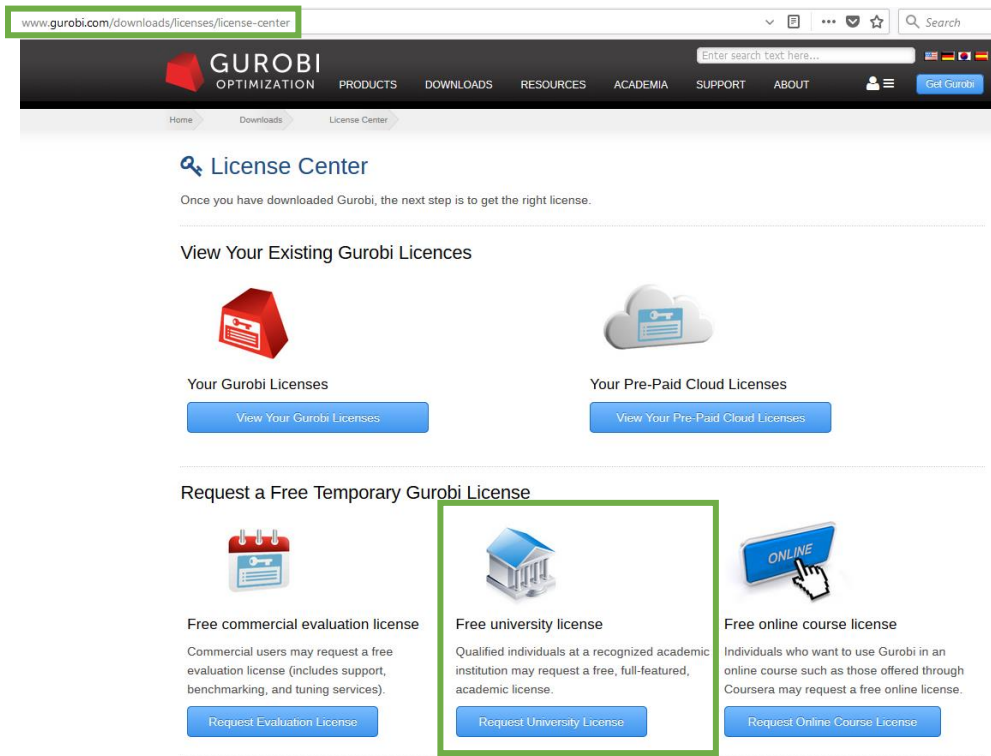 www.gurobi.com/downloads/licenses/license-center
Search
GUROBI
OPTIMIZATION
Enter search text here...
PRODUCTS DOWNLOADS RESOURCES ACADEMIA SUPPORT ABOUT
Get Gurobi
Home Downloads License Center
License Center
Once you have downloaded Gurobi, the next step is to get the right license.
View Your Existing Gurobi Licences
Your Gurobi Licenses
View Your Gurobi Licenses
Your Pre-Paid Cloud Licenses
View Your Pre-Paid Cloud Licenses
Request a Free Temporary Gurobi License
Free commercial evaluation license
Commercial users may request a free
evaluation license (includes support,
benchmarking, and tuning services).
Request Evaluation License
Free university license
Qualified individuals at a recognized academic
institution may request a free, full-featured,
academic license.
Request University License
ONLINE
Free online course license
Individuals who want to use Gurobi in an
online course such as those offered through
Coursera may request a free online license.
Request Online Course License